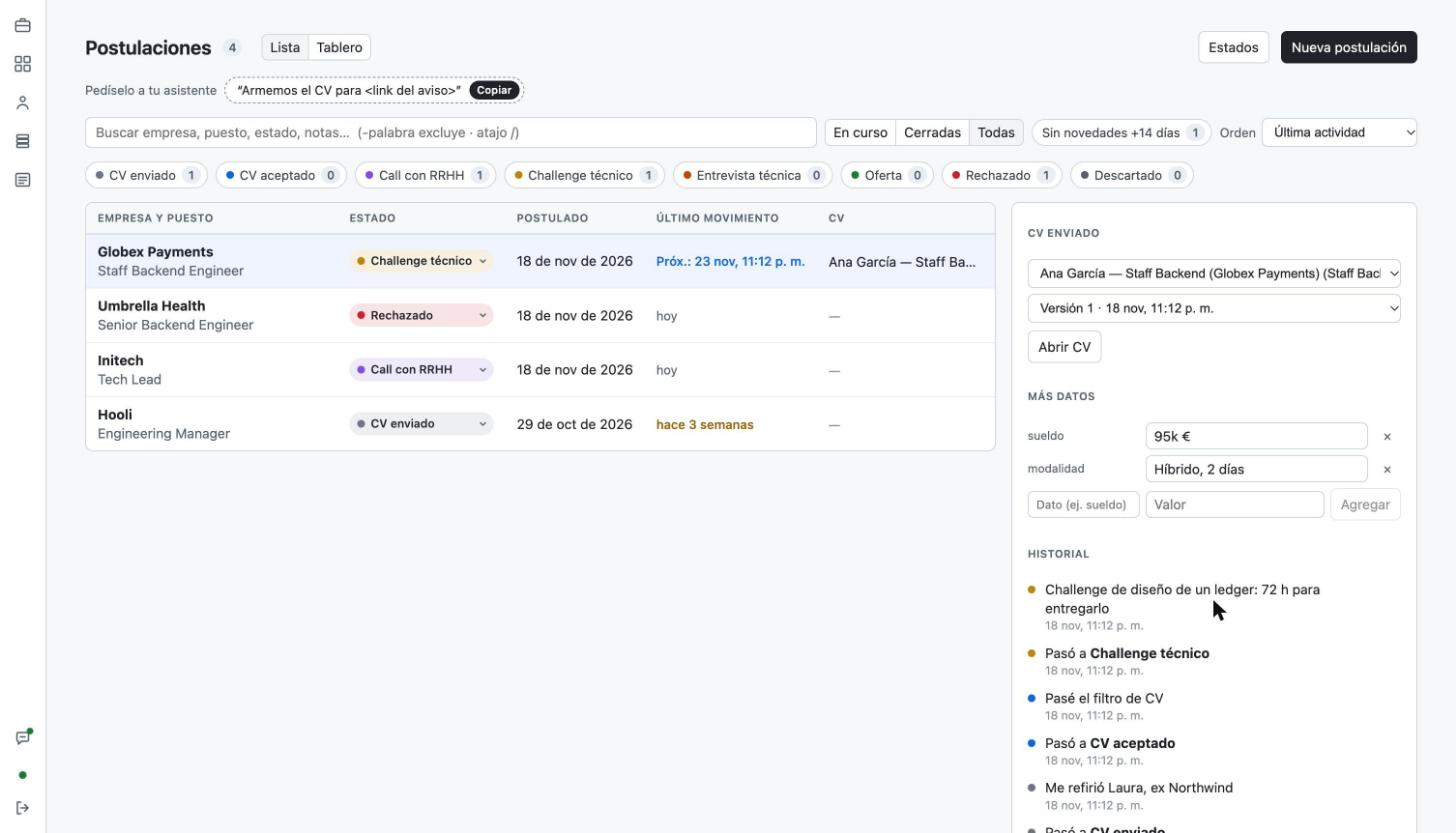 Postulaciones 4 Lista Tablero Estados Nueva postulación
Pedíselo a tu asistente “Armemos el CV para <link del aviso>” Copiar
Buscar empresa, puesto, estado, notas... (-palabra excluye · atajo /) En curso Cerradas Todas Sin novedades +14 días 1 Orden Última actividad
CV enviado 1 CV aceptado 0 Call con RRHH 1 Challenge técnico 1 Entrevista técnica 0 Oferta 0 Rechazado 1 Descartado 0
EMPRESA Y PUESTO ESTADO POSTULADO ÚLTIMO MOVIMIENTO CV
Globex Payments
Staff Backend Engineer
Challenge técnico 18 de nov de 2026 Próx.: 23 nov, 11:12 p. m. Ana García — Staff Ba...
Umbrella Health
Senior Backend Engineer
Rechazado 18 de nov de 2026 hoy —
Initech
Tech Lead
Call con RRHH 18 de nov de 2026 hoy —
Hooli
Engineering Manager
CV enviado 29 de oct de 2026 hace 3 semanas —
CV ENVIADO
Ana García — Staff Backend (Globex Payments) (Staff Bacl
Versión 1 · 18 nov, 11:12 p. m.
Abrir CV
MÁS DATOS
sueldo 95k € ×
modalidad Híbrido, 2 días ×
Dato (ej. sueldo) Valor Agregar
HISTORIAL
Challenge de diseño de un ledger: 72 h para
entregarlo
18 nov, 11:12 p. m.
Pasó a Challenge técnico
18 nov, 11:12 p. m.
Pasé el filtro de CV
18 nov, 11:12 p. m.
Pasó a CV aceptado
18 nov, 11:12 p. m.
Me refirió Laura, ex Northwind
18 nov, 11:12 p. m.
Pasó a CV enviado